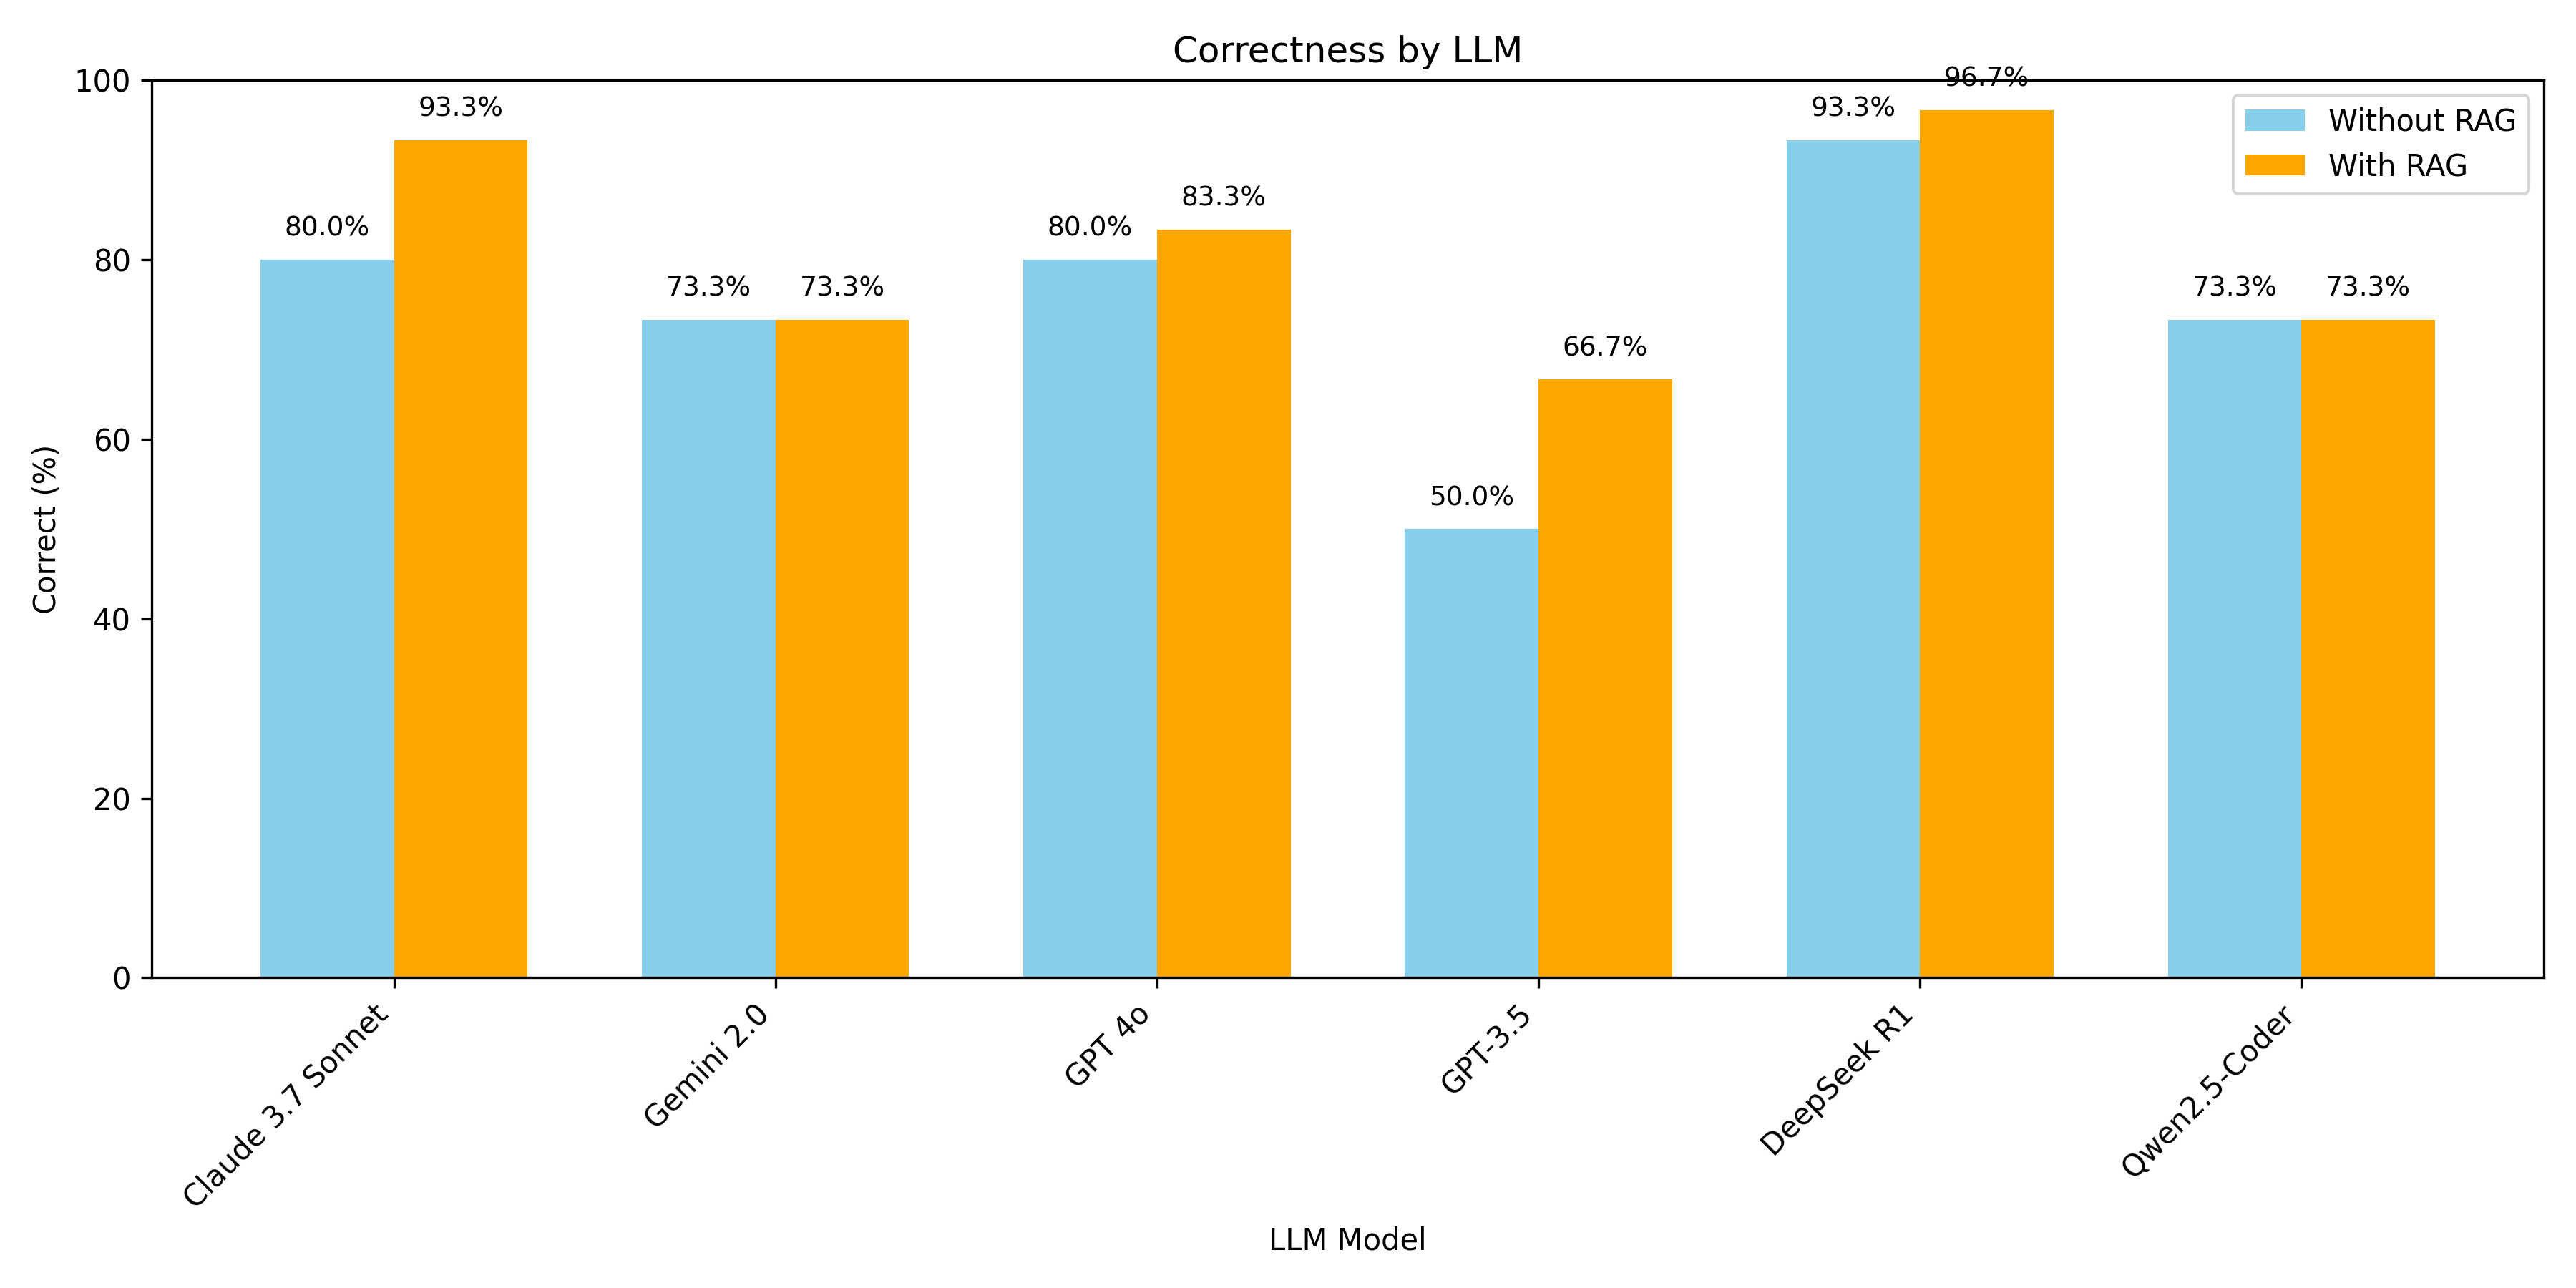 Correctness by LLM
100
80
60
40
20
0
Correct (%)
80.0%
93.3%
73.3%
73.3%
80.0%
83.3%
50.0%
66.7%
93.3%
96.7%
73.3%
73.3%
Without RAG
With RAG
Claude 3.7 Sonnet
Gemini 2.0
GPT 4o
GPT-3.5
DeepSeek R1
Qwen2.5-Coder
LLM Model